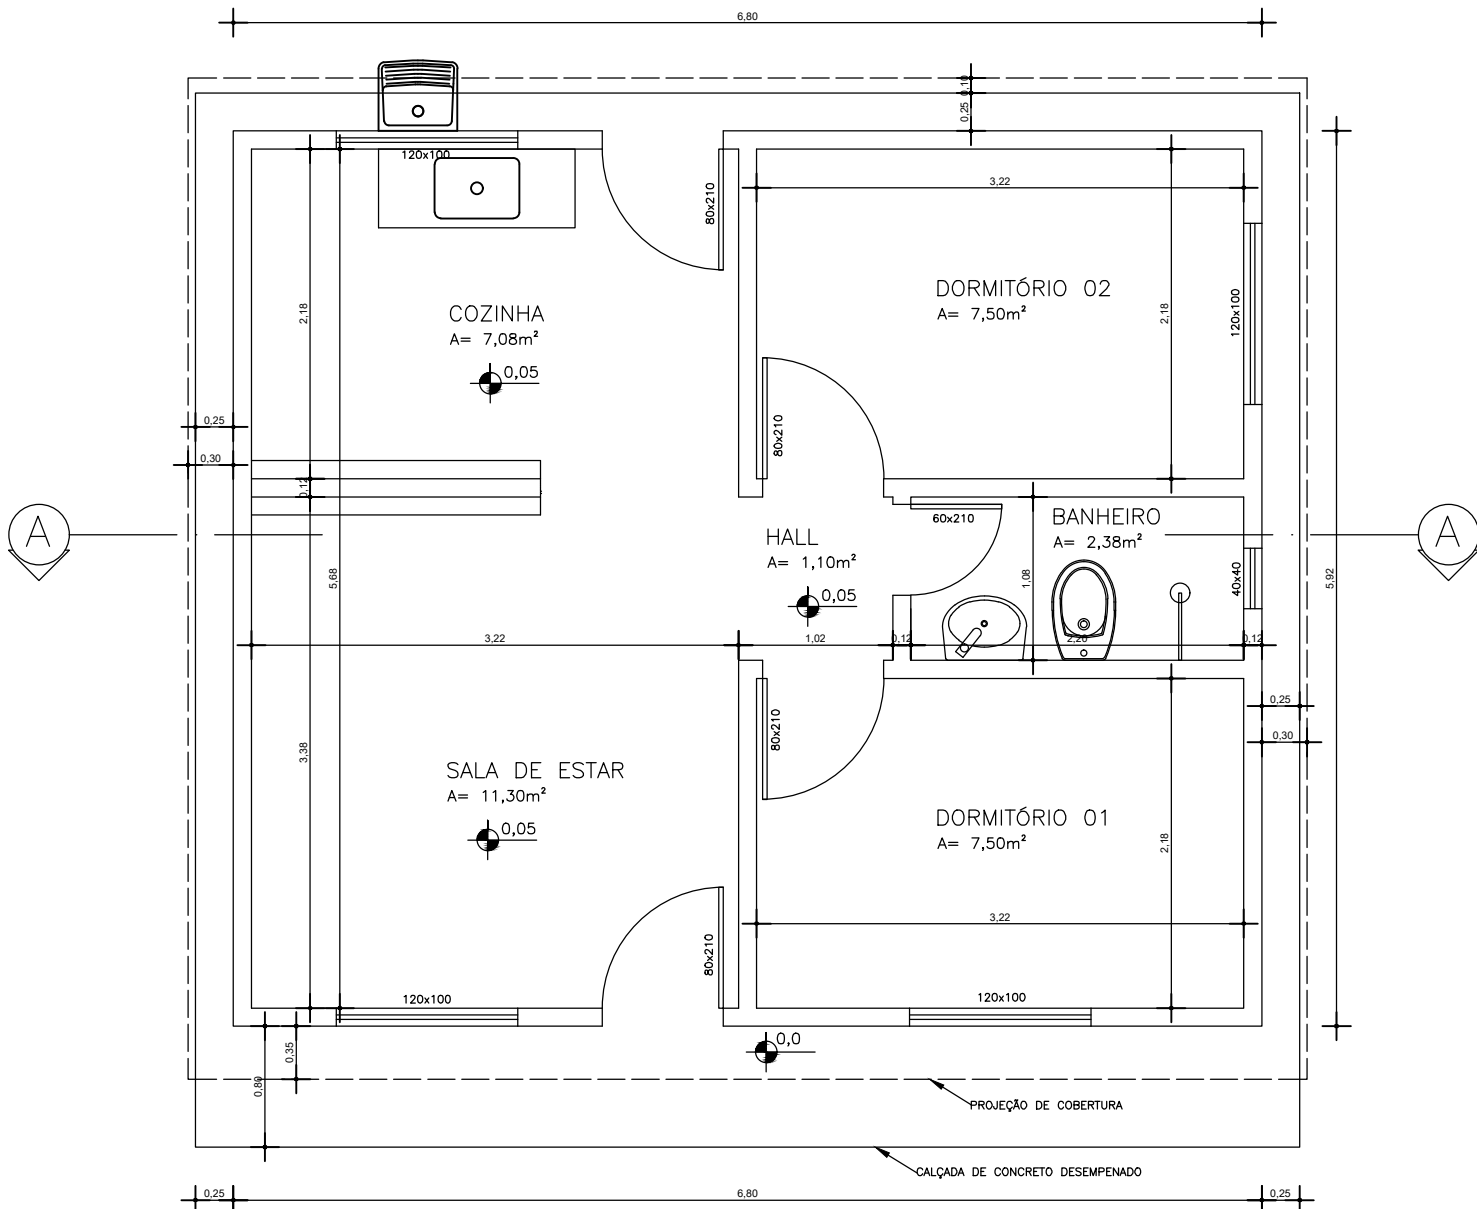 6,80
0,10
0,25
120x100
80x210
3,22
2,18
2,18
DORMITÓRIO 02
A= 7,50m²
120x100
2,18
COZINHA
A= 7,08m²
0,05
80x210
0,25
0,30
0,12
60x210
BANHEIRO
A= 2,38m²
HALL
A= 1,10m²
0,05
A
A
5,68
1,08
40x40
5,92
3,22
1,02
0,12
2,20
0,12
0,25
0,30
80x210
3,38
SALA DE ESTAR
A= 11,30m²
0,05
DORMITÓRIO 01
A= 7,50m²
2,18
3,22
80x210
120x100
120x100
0,0
0,35
0,80
PROJEÇÃO DE COBERTURA
CALÇADA DE CONCRETO DESEMPENADO
0,25
6,80
0,25